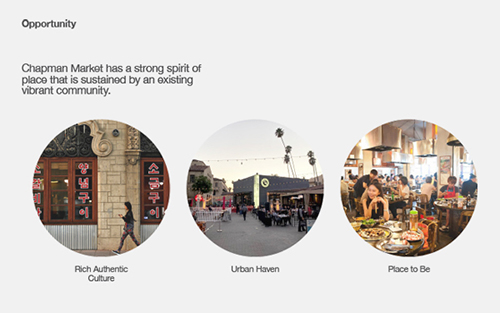 Opportunity
Chapman Market has a strong spirit of
place that is sustained by an existing
vibrant community.
Rich Authentic
Culture
Urban Haven
Place to Be